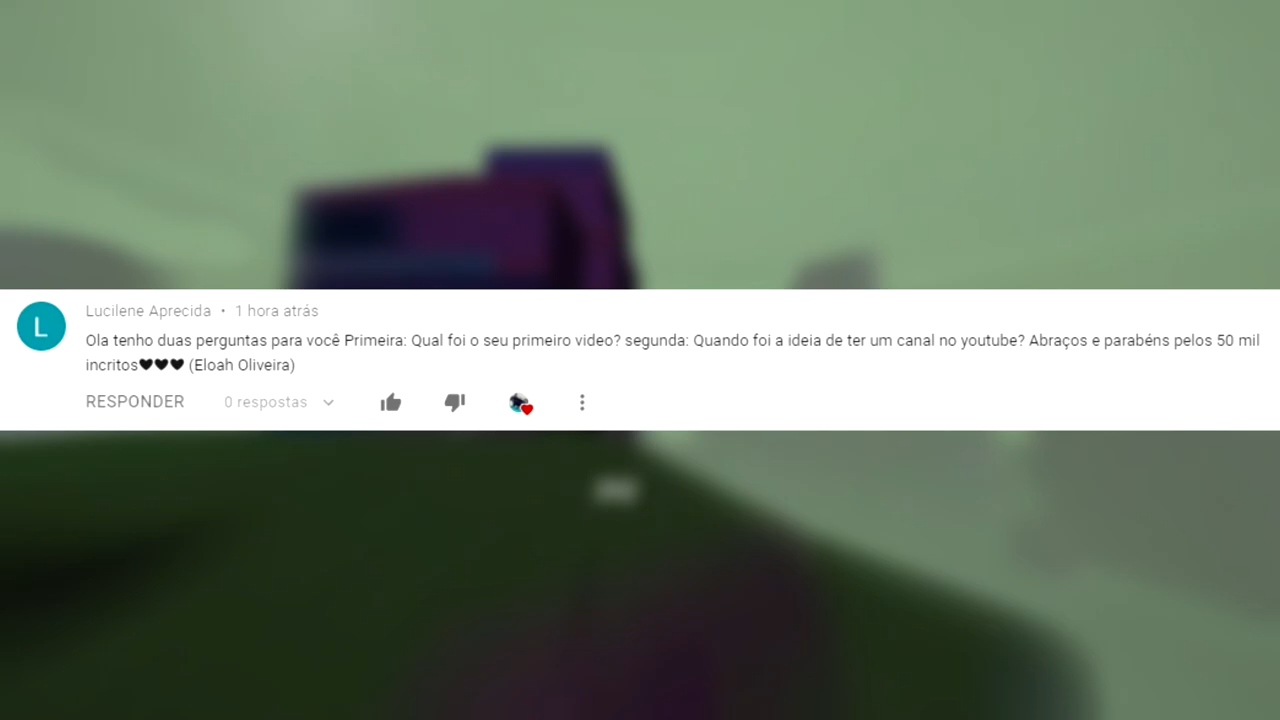 L
Lucilene Aprecida • 1 hora atrás
Ola tenho duas perguntas para você Primeira: Qual foi o seu primeiro video? segunda: Quando foi a ideia de ter um canal no youtube? Abraços e parabéns pelos 50 mil
incritos♥♥♥ (Eloah Oliveira)
RESPONDER 0 respostas